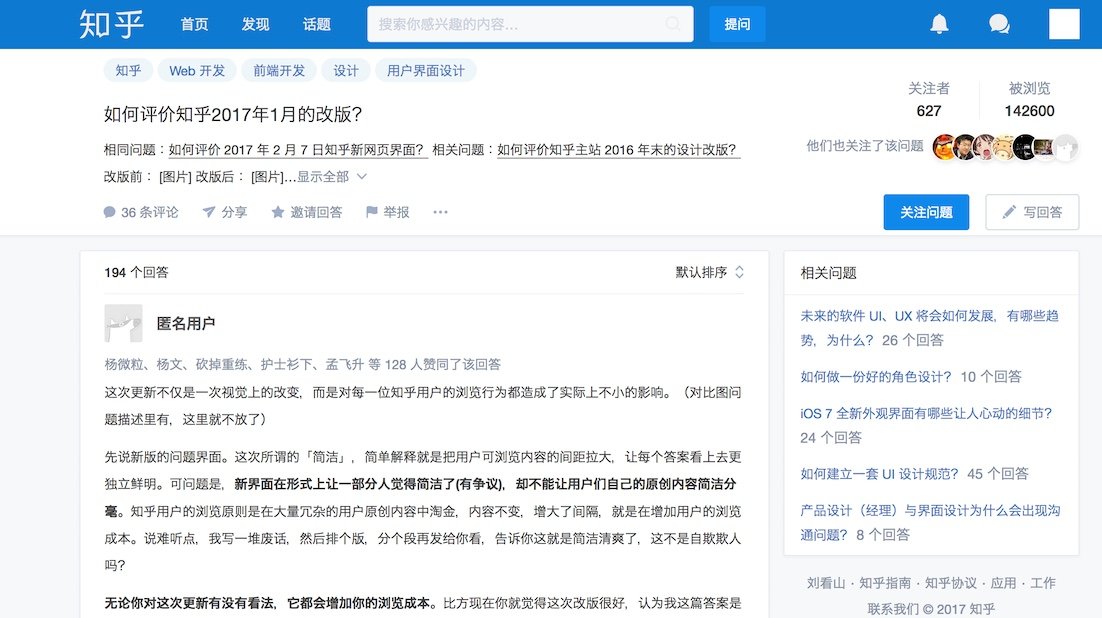 知乎 首页 发现 话题 搜索你感兴趣的内容… 提问
知乎 Web 开发 前端开发 设计 用户界面设计
如何评价知乎2017年1月的改版？
相同问题：如何评价 2017 年 2 月 7 日知乎新网页界面？ 相关问题：如何评价知乎主站 2016 年末的设计改版？
改版前： [图片] 改版后： [图片]…显示全部
36 条评论 分享 邀请回答 举报 …
关注者 被浏览
627 142600
他们也关注了该问题
关注问题 写回答
194 个回答 默认排序
匿名用户
杨微粒、杨文、砍掉重练、护士衫下、孟飞升 等 128 人赞同了该回答
这次更新不仅是一次视觉上的改变，而是对每一位知乎用户的浏览行为都造成了实际上不小的影响。（对比图问
题描述里有，这里就不放了）
先说新版的问题界面。这次所谓的「简洁」，简单解释就是把用户可浏览内容的间距拉大，让每个答案看上去更
独立鲜明。可问题是，新界面在形式上让一部分人觉得简洁了(有争议)，却不能让用户们自己的原创内容简洁分
毫。知乎用户的浏览原则是在大量冗杂的用户原创内容中淘金，内容不变，增大了间隔，就是在增加用户的浏览
成本。说难听点，我写一堆废话，然后排个版，分个段再发给你看，告诉你这就是简洁清爽了，这不是自欺欺人
吗？
无论你对这次更新有没有看法，它都会增加你的浏览成本。比方现在你就觉得这次改版很好，认为我这篇答案是
相关问题
未来的软件 UI、UX 将会如何发展，有哪些趋
势，为什么？ 26 个回答
如何做一份好的角色设计？ 10 个回答
iOS 7 全新外观界面有哪些让人心动的细节？
24 个回答
如何建立一套 UI 设计规范？ 45 个回答
产品设计（经理）与界面设计为什么会出现沟
通问题？ 8 个回答
刘看山 · 知乎指南 · 知乎协议 · 应用 · 工作
联系我们 © 2017 知乎